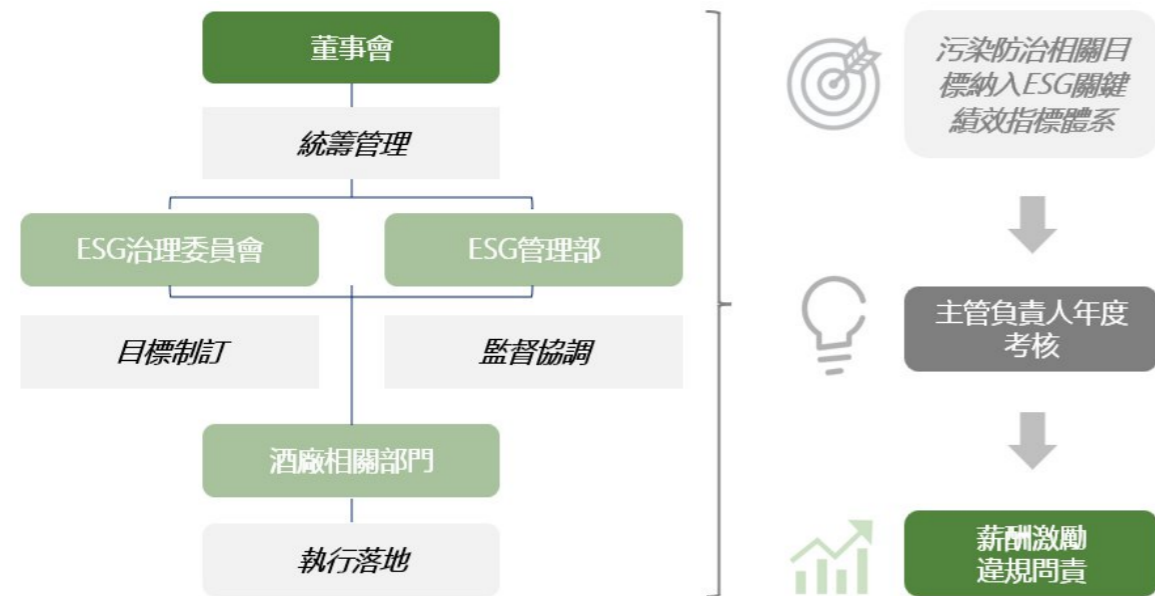 董事會
統籌管理
ESG治理委員會
ESG管理部
目標制訂
監督協調
酒廠相關部門
執行落地
污染防治相關目
標納入ESG關鍵
績效指標體系
主管負責人年度
考核
薪酬激勵
違規問責